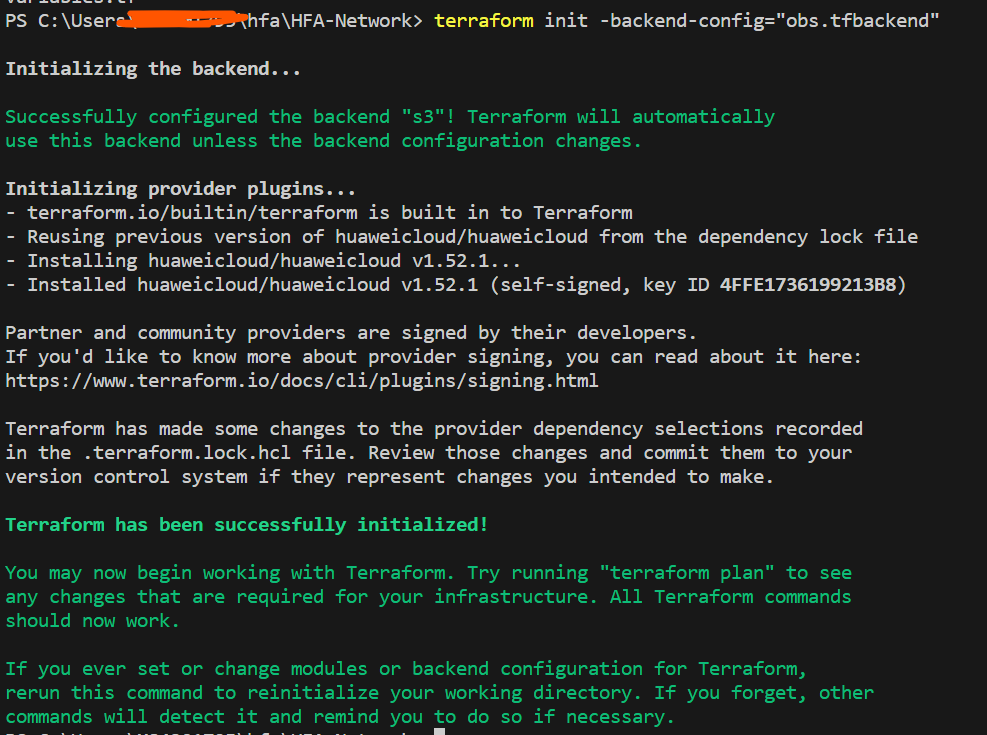 PS C:\Users\hfa\HFA-Network> terraform init -backend-config="obs.tfbackend"
Initializing the backend...
Successfully configured the backend "s3"! Terraform will automatically
use this backend unless the backend configuration changes.
Initializing provider plugins...
- terraform.io/builtin/terraform is built in to Terraform
- Reusing previous version of huaweicloud/huaweicloud from the dependency lock file
- Installing huaweicloud/huaweicloud v1.52.1...
- Installed huaweicloud/huaweicloud v1.52.1 (self-signed, key ID 4FFE1736199213B8)
Partner and community providers are signed by their developers.
If you'd like to know more about provider signing, you can read about it here:
https://www.terraform.io/docs/cli/plugins/signing.html
Terraform has made some changes to the provider dependency selections recorded
in the .terraform.lock.hcl file. Review those changes and commit them to your
version control system if they represent changes you intended to make.
Terraform has been successfully initialized!
You may now begin working with Terraform. Try running "terraform plan" to see
any changes that are required for your infrastructure. All Terraform commands
should now work.
If you ever set or change modules or backend configuration for Terraform,
rerun this command to reinitialize your working directory. If you forget, other
commands will detect it and remind you to do so if necessary.